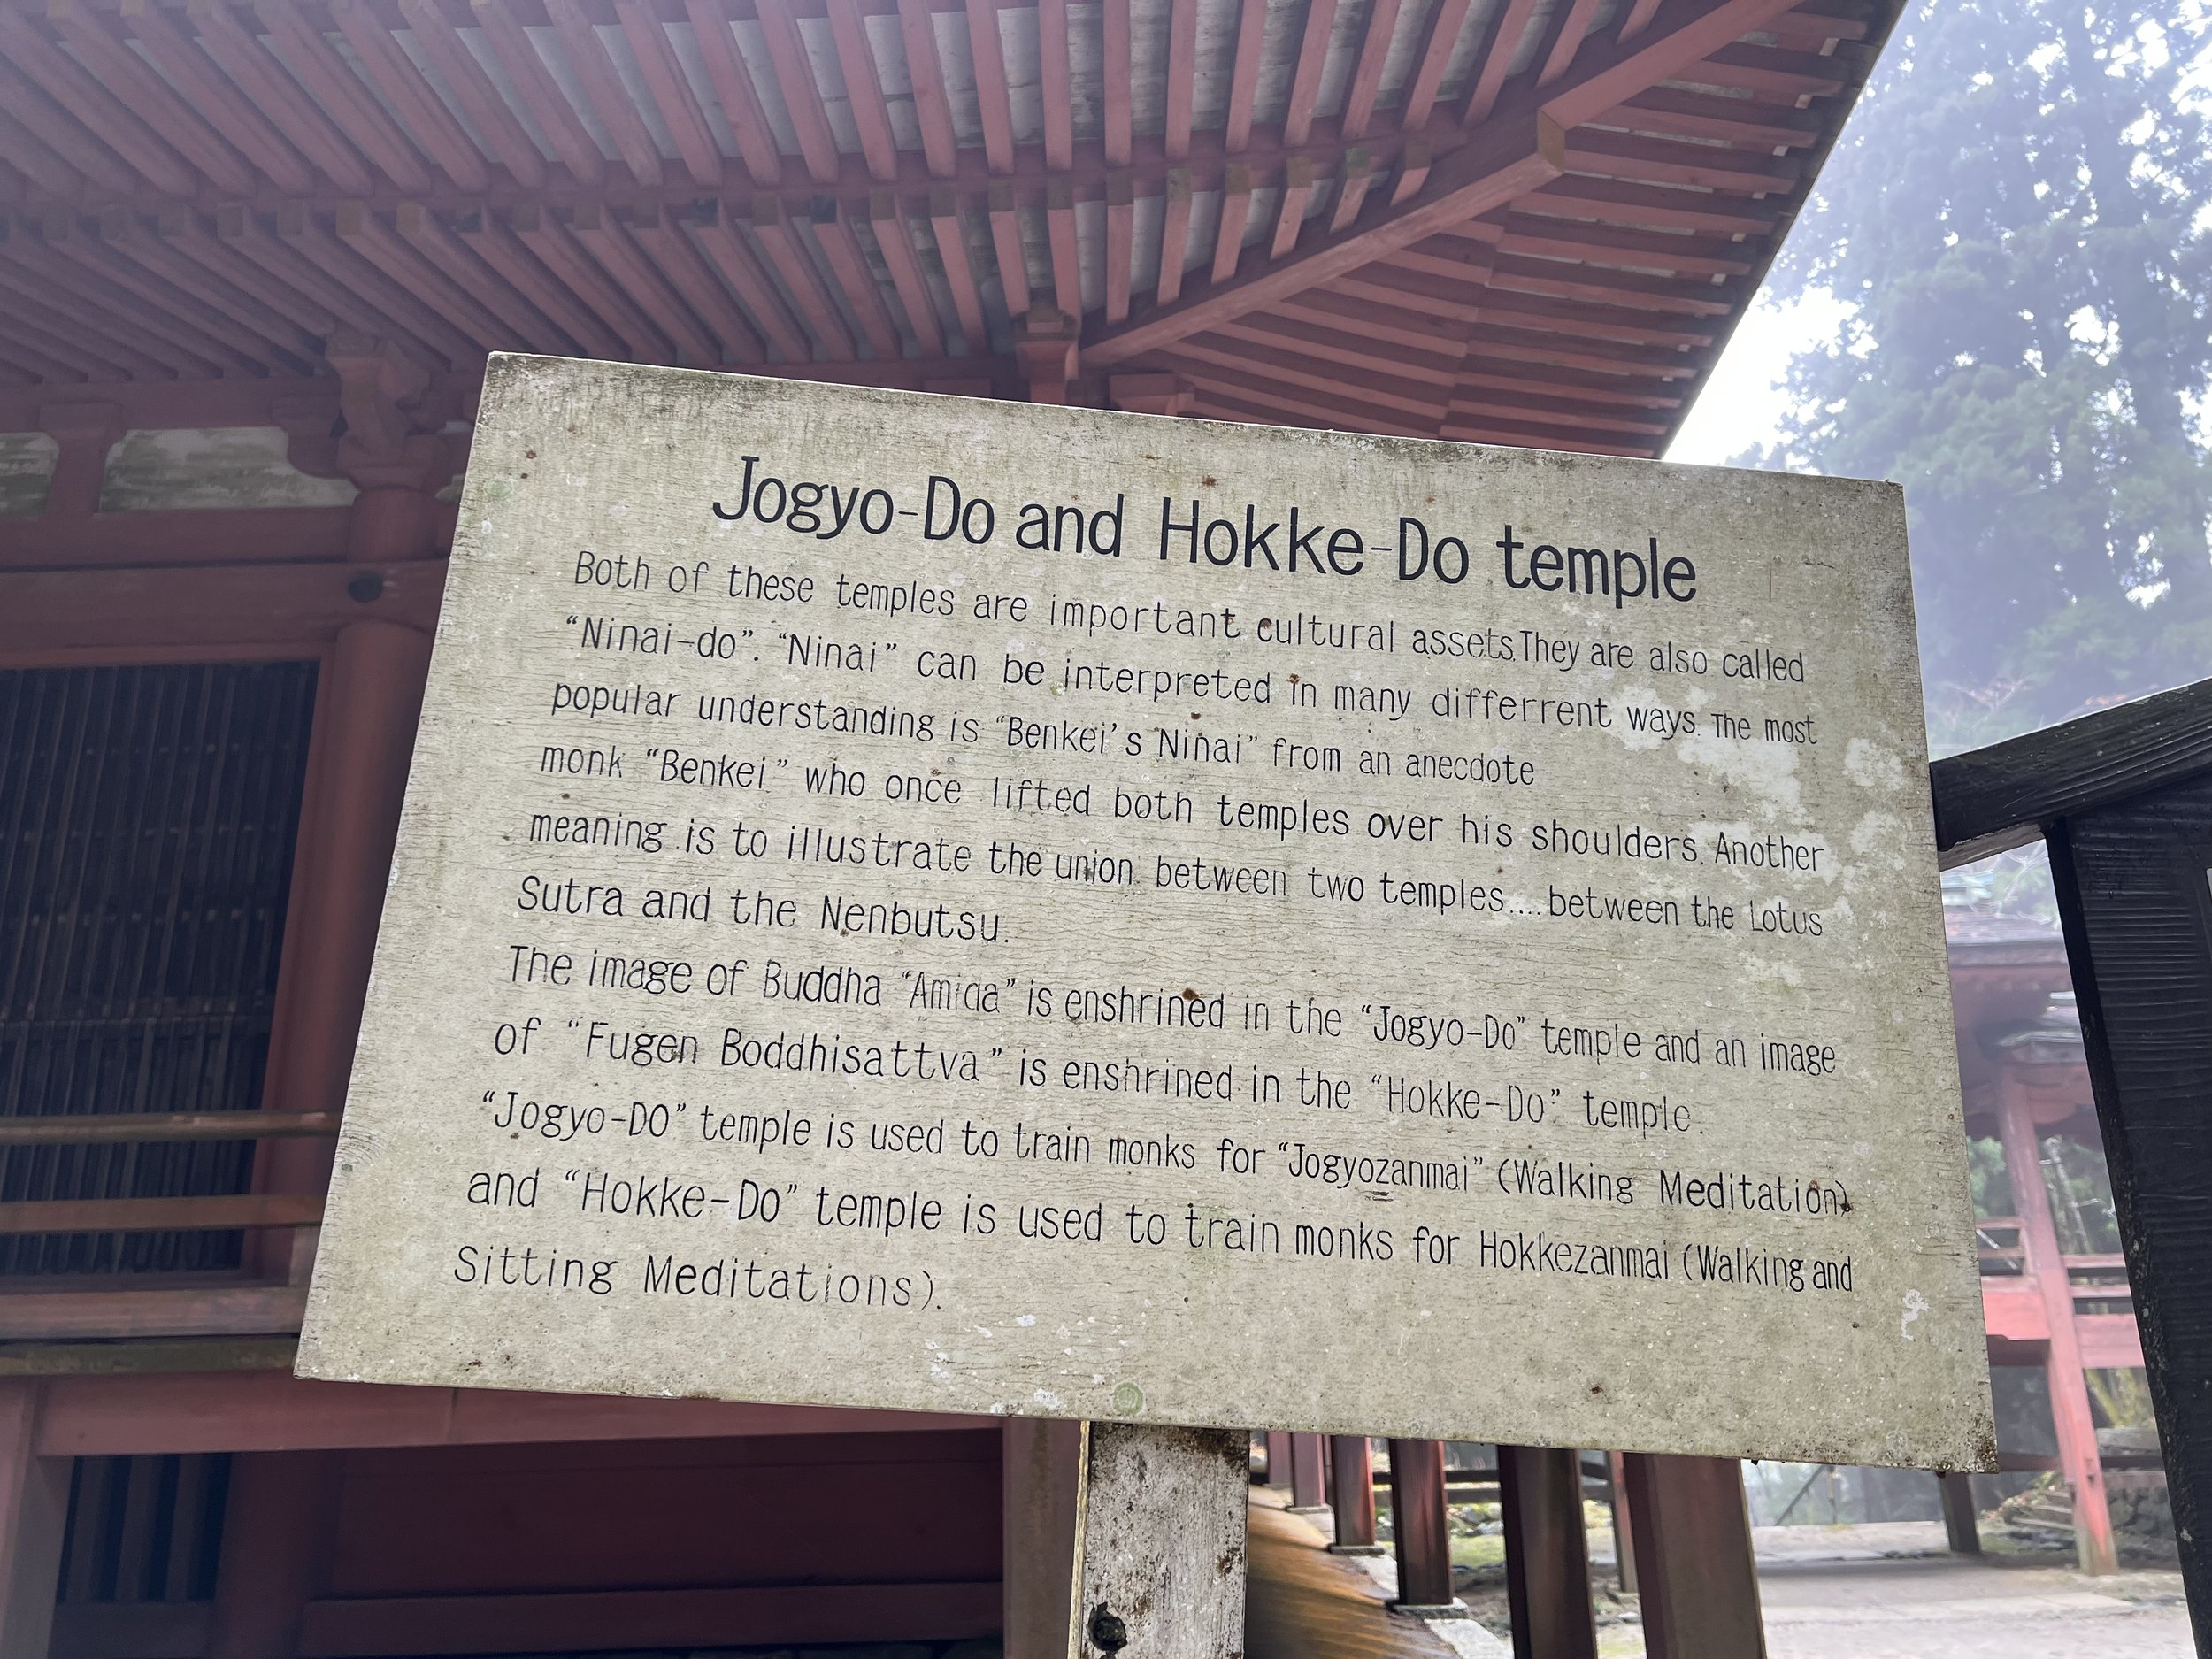 Jogyo-Do and Hokke-Do temple
Both of these temples are important cultural assets.They are also called
“Ninai-do”. “Ninai” can be interpreted in many differrent ways. The most
popular understanding is “Benkei's Ninai” from an anecdote
monk “Benkei” who once lifted both temples over his shoulders. Another
meaning is to illustrate the union between two temples....between the Lotus
Sutra and the Nenbutsu.
The image of Buddha “Amida” is enshrined in the “Jogyo-Do” temple and an image
of “Fugen Boddhisattva” is enshrined in the “Hokke-Do” temple.
“Jogyo-DO” temple is used to train monks for “Jogyozanmai” (Walking Meditation)
and “Hokke-Do” temple is used to train monks for Hokkezanmai (Walking and
Sitting Meditations).